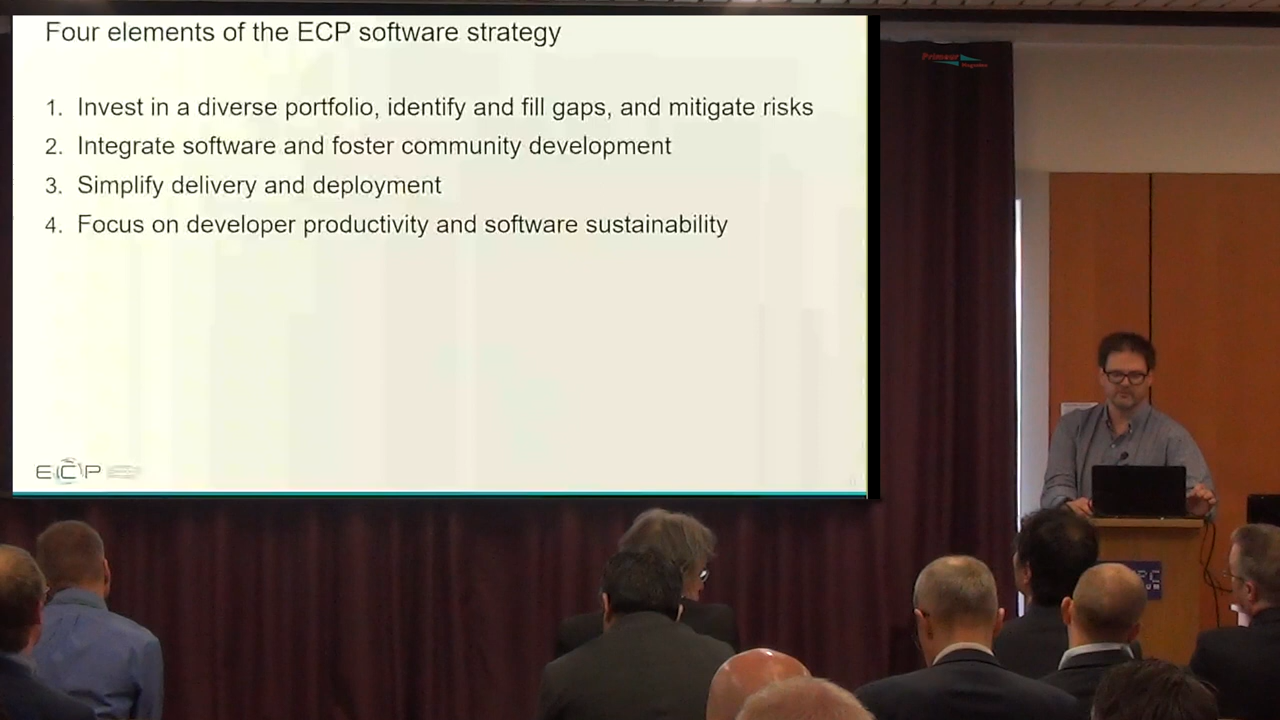 Four elements of the ECP software strategy
Primeur
Magazine
1. Invest in a diverse portfolio, identify and fill gaps, and mitigate risks
2. Integrate software and foster community development
3. Simplify delivery and deployment
4. Focus on developer productivity and software sustainability
ECP